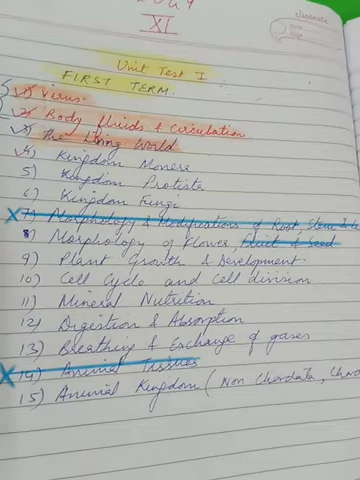 XI
Unit Test I
FIRST TERM.
1) Virus.
2) Body fluids & Circulation
3) The Living World
4) Kingdom Monera
5) Kingdom Protista
6) Kingdom Fungi
7) Morphology & Modifications of Root, Stem &
8) Morphology of Flower, Fruit & Seed
9) Plant Growth & Development
10) Cell Cycle and Cell division
11) Mineral Nutrition
12) Digestion & Absorption
13) Breathing & Exchange of gases
14) Animal Tissues
15) Animal Kingdom (Non Chordata,